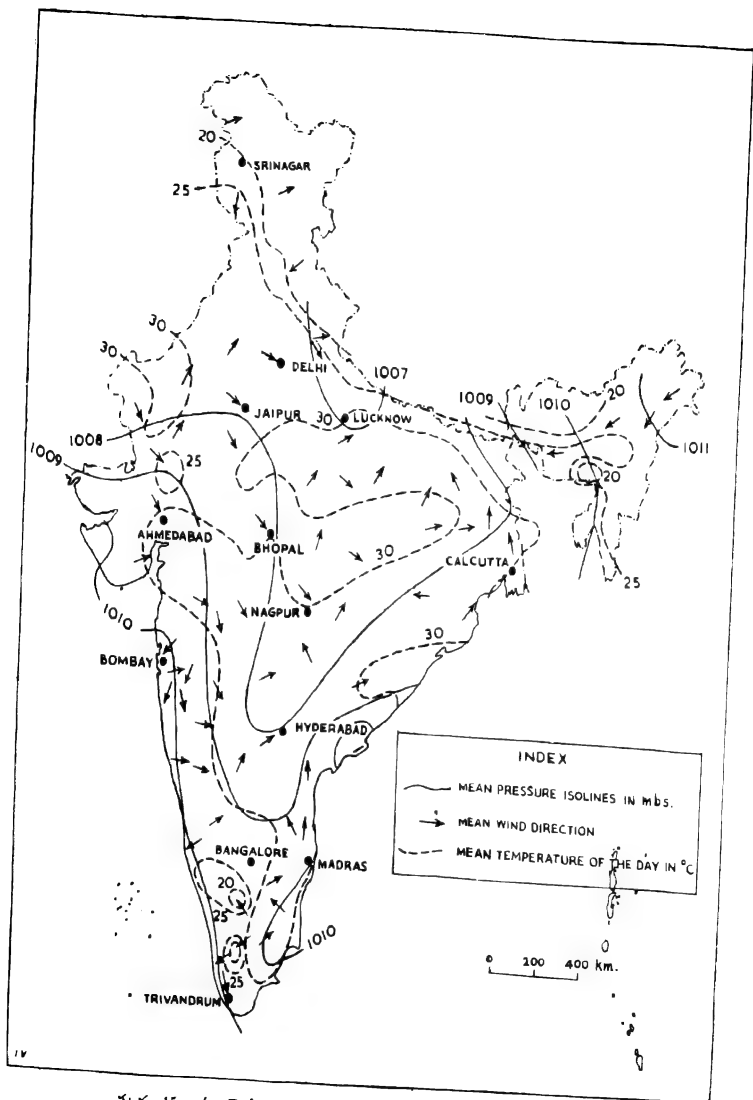 20
SRINAGAR
25
30
30
DELHI
1007
1009
20
1010
JAIPUR
30
LUCKNOW
1008
1011
1009
25
20
AHMEDABAD
BHOPAL
30
CALCUTTA
25
1010
NAGPUR
30
BOMBAY
HYDERABAD
INDEX
MEAN PRESSURE ISOLINES IN mbs.
MEAN WIND DIRECTION
MEAN TEMPERATURE OF THE DAY IN °C
BANGALORE
MADRAS
20
25
1010
0 200 400 km.
25
TRIVANDRUM